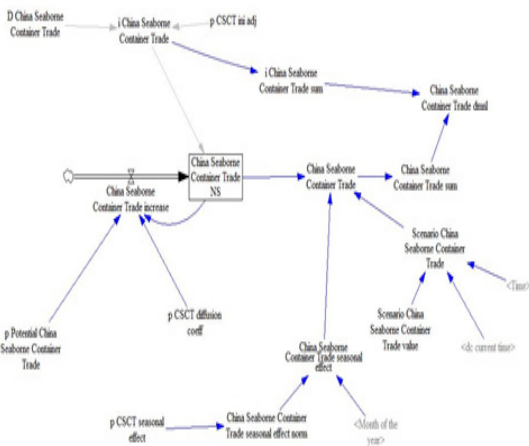 D China Seaborne
Container Trade
i China Seaborne
Container Trade
p CSCT ini adj
i China Seaborne
Container Trade sum
China Seaborne
Container Trade dmnl
China Seaborne
Container Trade
NS
China Seaborne
Container Trade increase
China Seaborne
Container Trade
China Seaborne
Container Trade sum
Scenario China
Seaborne Container
Trade
<Time>
p Potential China
Seaborne Container
Trade
p CSCT diffusion
coeff
Scenario China
Seaborne Container
Trade value
<dc current time>
China Seaborne
Container Trade seasonal
effect
p CSCT seasonal
effect
China Seaborne Container
Trade seasonal effect norm
<Month of the
year>